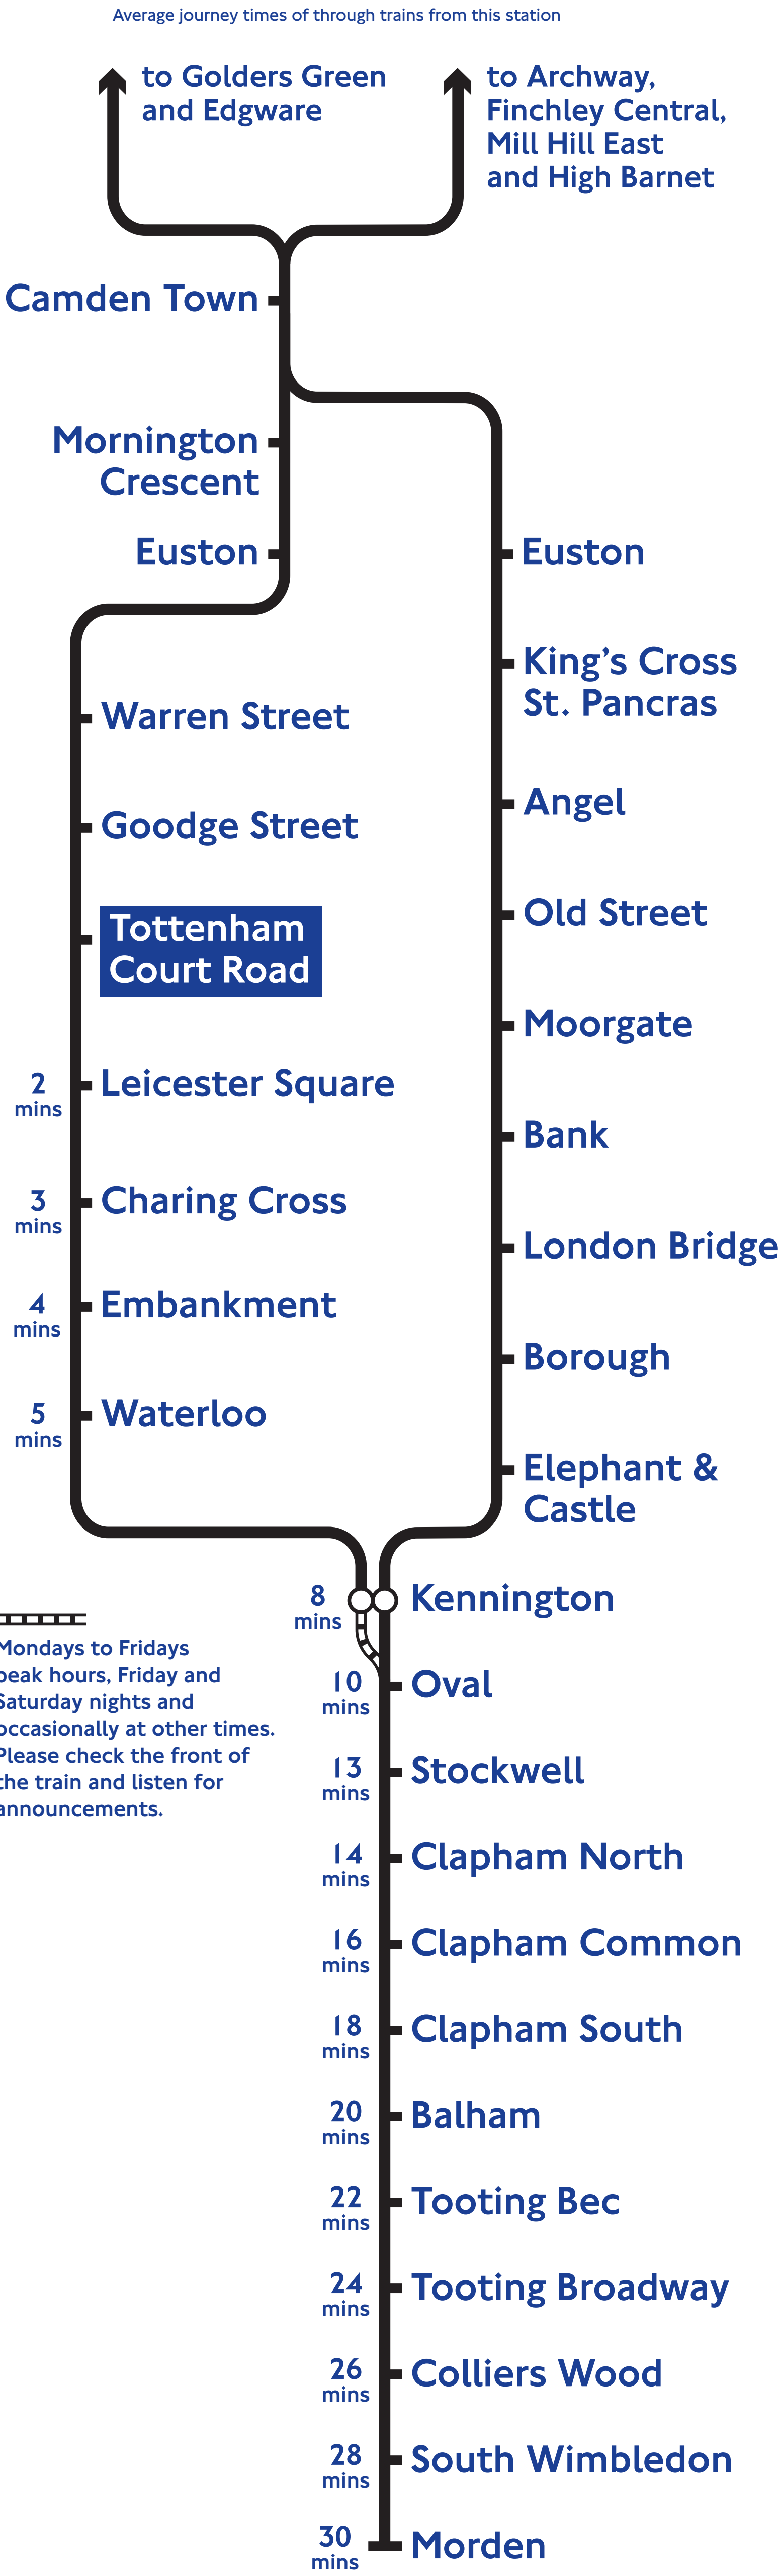 Average journey times of through trains from this station
to Golders Green
and Edgware
to Archway,
Finchley Central,
Mill Hill East
and High Barnet
Camden Town
Mornington
Crescent
Euston
Warren Street
Goodge Street
Tottenham
Court Road
2
mins
Leicester Square
3
mins
Charing Cross
4
mins
Embankment
5
mins
Waterloo
Euston
King's Cross
St. Pancras
Angel
Old Street
Moorgate
Bank
London Bridge
Borough
Elephant &
Castle
8
mins
Kennington
Mondays to Fridays
peak hours, Friday and
Saturday nights and
occasionally at other times.
Please check the front of
the train and listen for
announcements.
10
mins
Oval
13
mins
Stockwell
14
mins
Clapham North
16
mins
Clapham Common
18
mins
Clapham South
20
mins
Balham
22
mins
Tooting Bec
24
mins
Tooting Broadway
26
mins
Colliers Wood
28
mins
South Wimbledon
30
mins
Morden